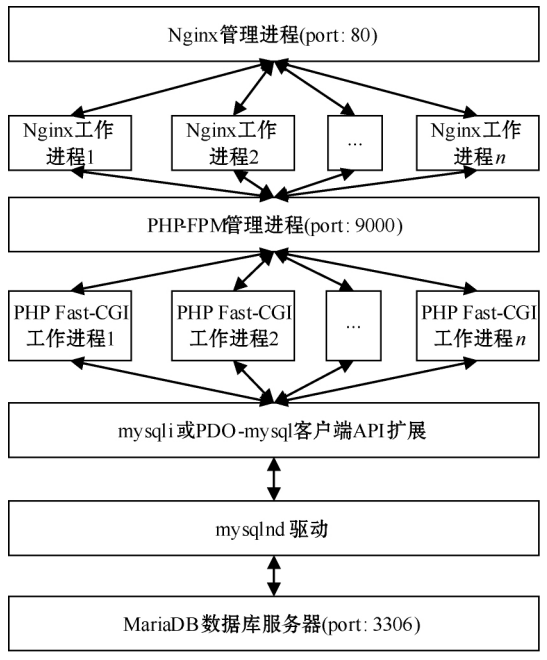 Nginx管理进程(port: 80)
Nginx工作
进程1
Nginx工作
进程2
...
Nginx工作
进程n
PHP-FPM管理进程(port: 9000)
PHP Fast-CGI
工作进程1
PHP Fast-CGI
工作进程2
...
PHP Fast-CGI
工作进程n
mysqli或PDO-mysql客户端API扩展
mysqlnd 驱动
MariaDB数据库服务器(port: 3306)